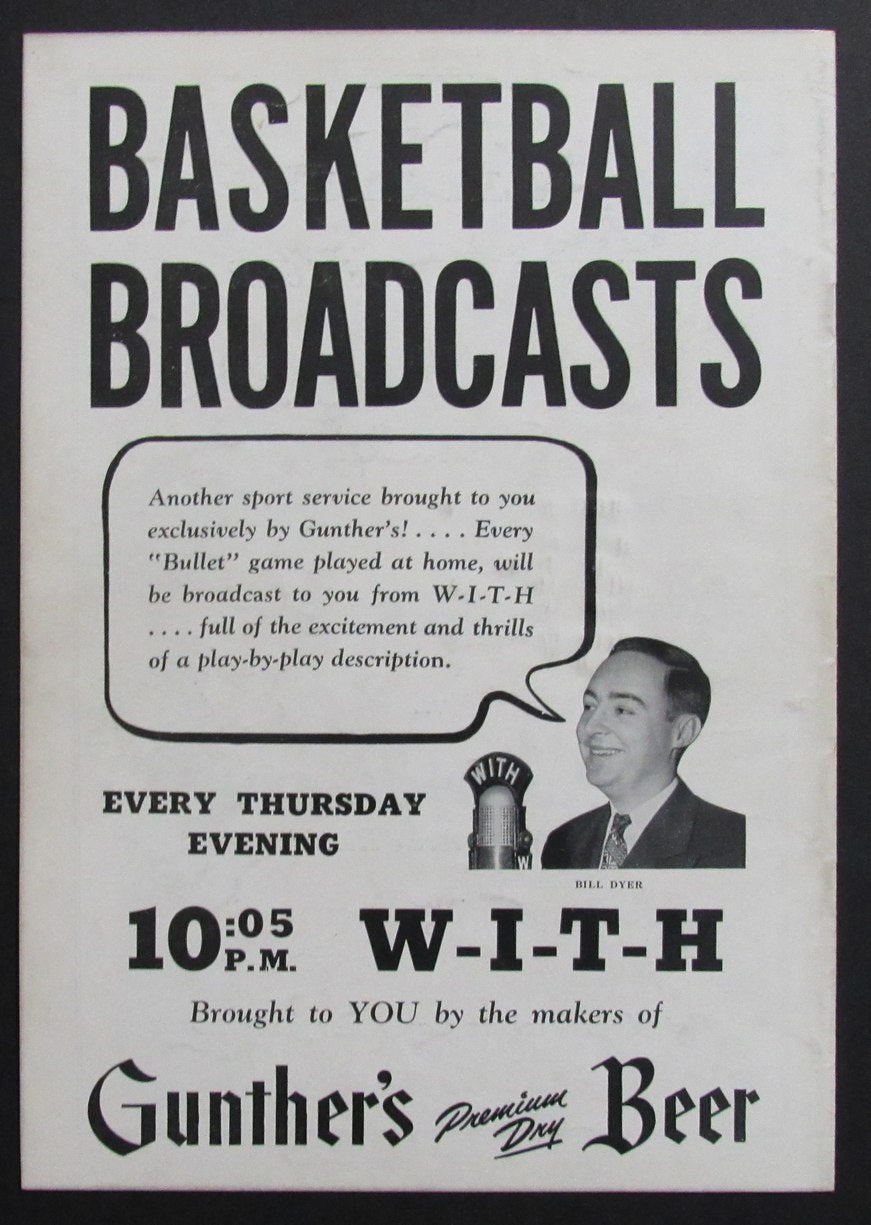 BASKETBALL
BROADCASTS
Another sport service brought to you
exclusively by Gunther's! . . . . Every
"Bullet" game played at home, will
be broadcast to you from W-I-T-H
. . . . full of the excitement and thrills
of a play-by-play description.
WITH
W
EVERY THURSDAY
EVENING
BILL DYER
10:05 P.M. W-I-T-H
Brought to YOU by the makers of
Gunther's Premium Dry Beer